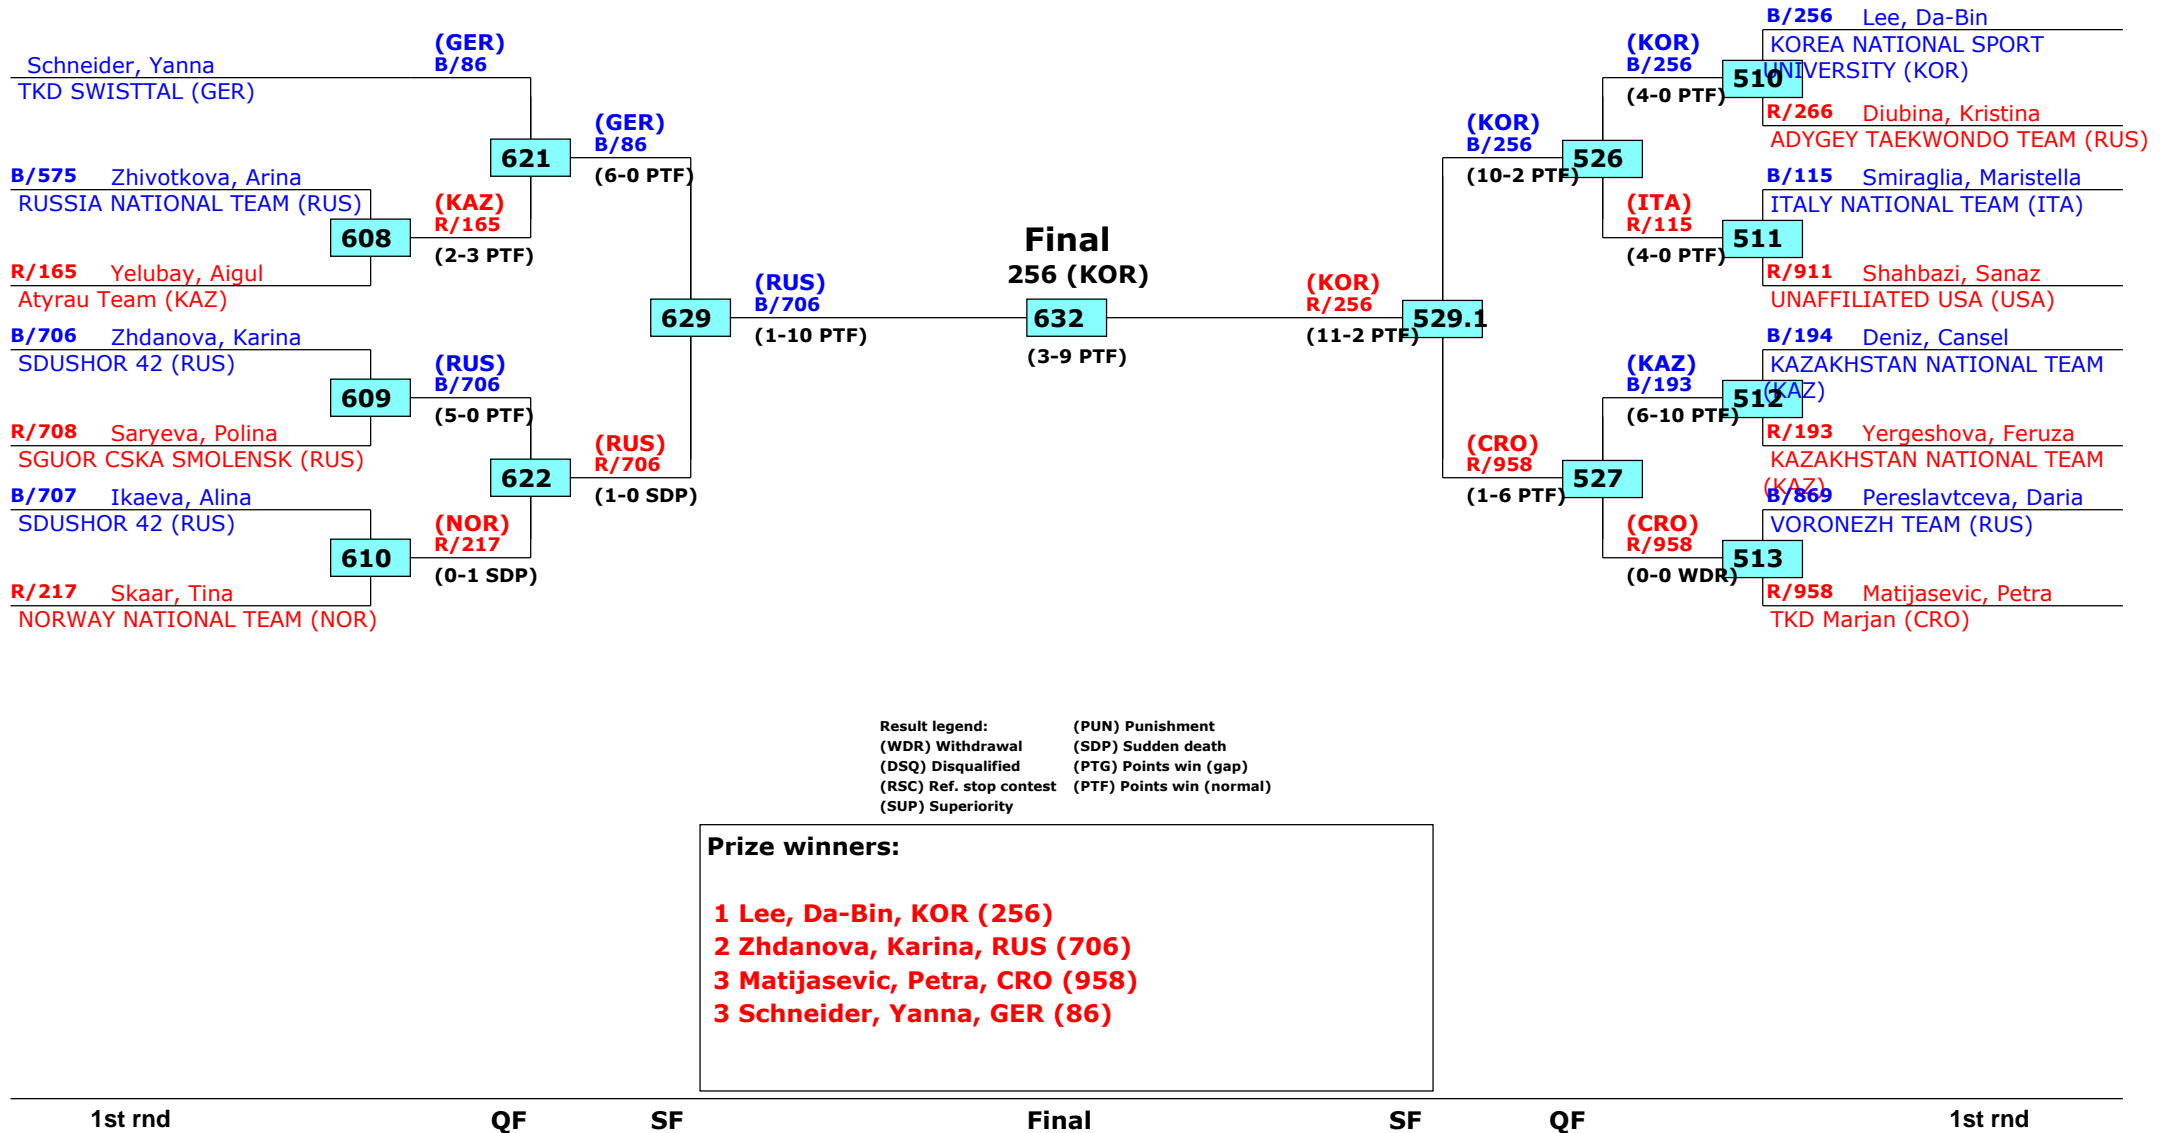 Schneider, Yanna
TKD SWISTTAL (GER)
B/575 Zhivotkova, Arina
RUSSIA NATIONAL TEAM (RUS)
608
R/165 Yelubay, Aigul
Atyrau Team (KAZ)
B/706 Zhdanova, Karina
SDUSHOR 42 (RUS)
609
R/708 Saryeva, Polina
SGUOR CSKA SMOLENSK (RUS)
B/707 Ikaeva, Alina
SDUSHOR 42 (RUS)
610
R/217 Skaar, Tina
NORWAY NATIONAL TEAM (NOR)
(GER)
B/86
621
(KAZ)
R/165
(2-3 PTF)
(RUS)
B/706
(5-0 PTF)
622
(NOR)
R/217
(0-1 SDP)
(GER)
B/86
(6-0 PTF)
629
(RUS)
R/706
(1-0 SDP)
(RUS)
B/706
(1-10 PTF)
Final
256 (KOR)
632
(3-9 PTF)
(KOR)
R/256
(11-2 PTF)
529.1
(KOR)
B/256
(10-2 PTF)
526
(CRO)
R/958
(1-6 PTF)
527
(KOR)
B/256
(4-0 PTF)
510
(ITA)
R/115
(4-0 PTF)
511
(KAZ)
B/193
(6-10 PTF)
512
(CRO)
R/958
(0-0 WDR)
513
B/256 Lee, Da-Bin
KOREA NATIONAL SPORT
UNIVERSITY (KOR)
R/266 Diubina, Kristina
ADYGEY TAEKWONDO TEAM (RUS)
B/115 Smiraglia, Maristella
ITALY NATIONAL TEAM (ITA)
R/911 Shahbazi, Sanaz
UNAFFILIATED USA (USA)
B/194 Deniz, Cansel
KAZAKHSTAN NATIONAL TEAM
(KAZ)
R/193 Yergeshova, Feruza
KAZAKHSTAN NATIONAL TEAM
(KAZ)
B/869 Pereslavtceva, Daria
VORONEZH TEAM (RUS)
R/958 Matijasevic, Petra
TKD Marjan (CRO)
Result legend: (PUN) Punishment
(WDR) Withdrawal (SDP) Sudden death
(DSQ) Disqualified (PTG) Points win (gap)
(RSC) Ref. stop contest (PTF) Points win (normal)
(SUP) Superiority
Prize winners:
1 Lee, Da-Bin, KOR (256)
2 Zhdanova, Karina, RUS (706)
3 Matijasevic, Petra, CRO (958)
3 Schneider, Yanna, GER (86)
1st rnd QF SF Final SF QF 1st rnd